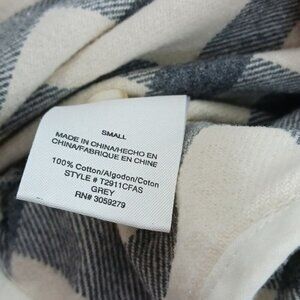 SMALL
MADE IN CHINA/HECHO EN
CHINA/FABRIQUE EN CHINE
100% Cotton/Algodon/Coton
STYLE # T2911CFAS
GREY
RN# 3059279